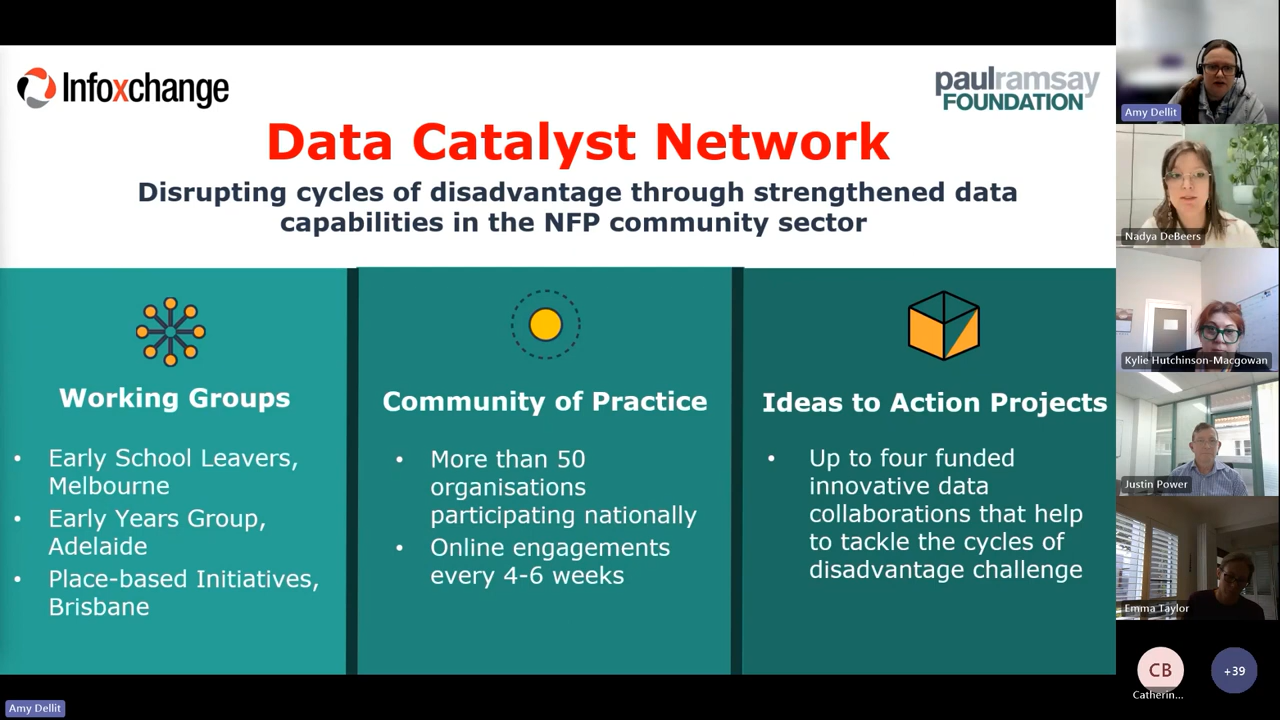 Infoxchange
paulramsay
FOUNDATION
Data Catalyst Network
Disrupting cycles of disadvantage through strengthened data
capabilities in the NFP community sector
Working Groups
• Early School Leavers,
Melbourne
• Early Years Group,
Adelaide
• Place-based Initiatives,
Brisbane
Community of Practice
• More than 50
organisations
participating nationally
• Online engagements
every 4-6 weeks
Ideas to Action Projects
• Up to four funded
innovative data
collaborations that help
to tackle the cycles of
disadvantage challenge
Amy Dellit
Amy Dellit
Nadya DeBeers
Kylie Hutchinson-Macgowan
Justin Power
Emma Taylor
CB
Catherin...
+39